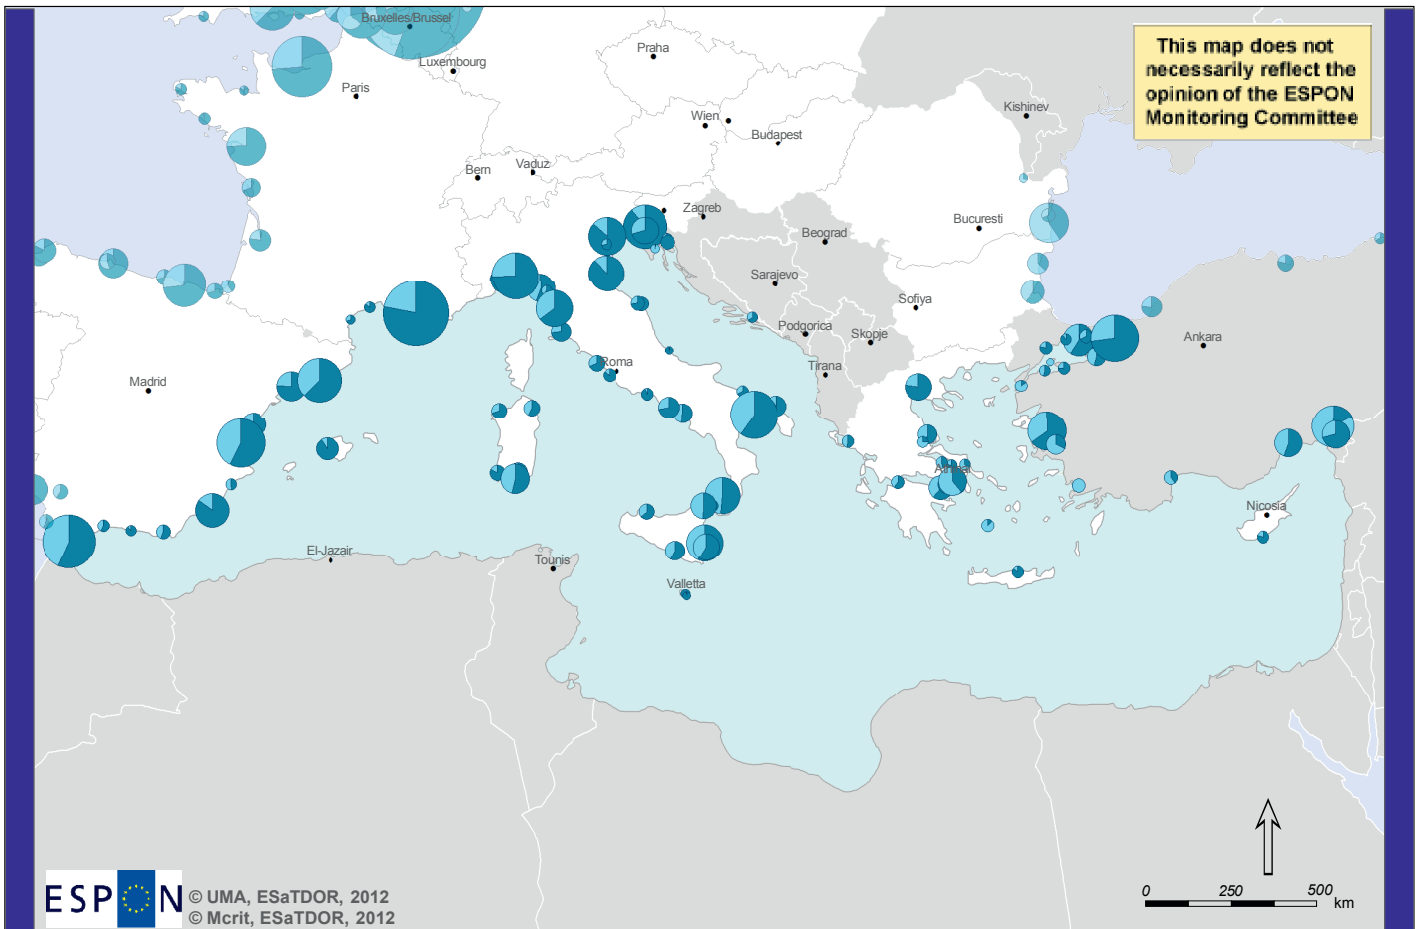 Bruxelles/Brussel
This map does not
necessarily reflect the
opinion of the ESPON
Monitoring Committee
Praha
Luxembourg
Paris
Kishinev
Wien
Budapest
Vaduz
Bern
Zagreb
Bucuresti
Beograd
Sarajevo
Sofiya
Podgorica
Skopje
Ankara
Roma
Tirana
Madrid
Nicosia
El-Jazair
Tounis
Valletta
ESPON
© UMA, ESaTDOR, 2012
© Mcrit, ESaTDOR, 2012
0 250 500
km